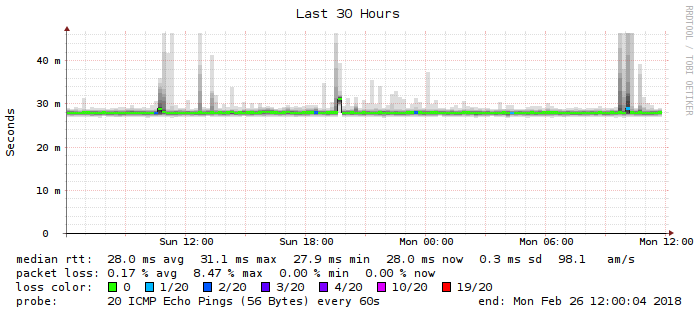 Last 30 Hours
RRDTOOL / TOBI OETIKER
Seconds
40 m
30 m
20 m
10 m
0
Sun 12:00 Sun 18:00 Mon 00:00 Mon 06:00 Mon 12:00
median rtt: 28.0 ms avg 31.1 ms max 27.9 ms min 28.0 ms now 0.3 ms sd 98.1 am/s
packet loss: 0.17 % avg 8.47 % max 0.00 % min 0.00 % now
loss color: 0 1/20 2/20 3/20 4/20 10/20 19/20
probe: 20 ICMP Echo Pings (56 Bytes) every 60s end: Mon Feb 26 12:00:04 2018